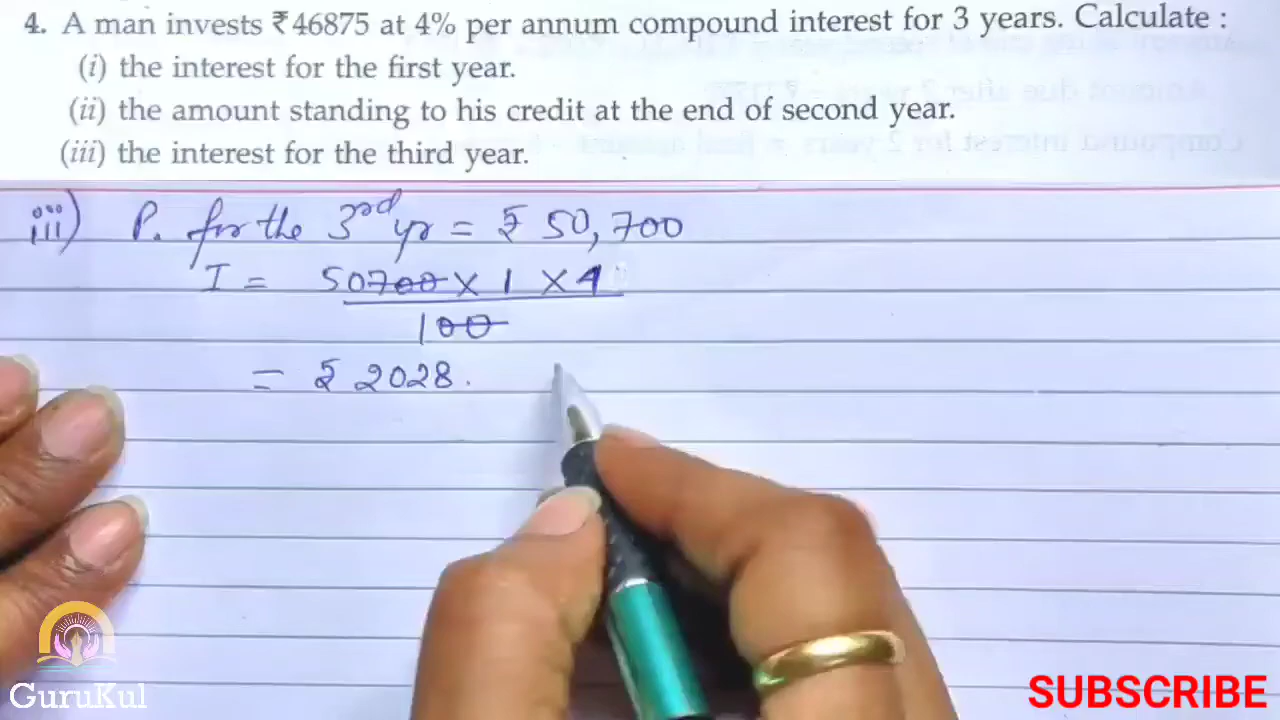 4. A man invests ₹46875 at 4% per annum compound interest for 3 years. Calculate :
(i) the interest for the first year.
(ii) the amount standing to his credit at the end of second year.
(iii) the interest for the third year.
iii) P. for the 3rd yr = ₹ 50,700
I = 50700 × 1 × 4
100
= ₹ 2028.
GuruKul
SUBSCRIBE